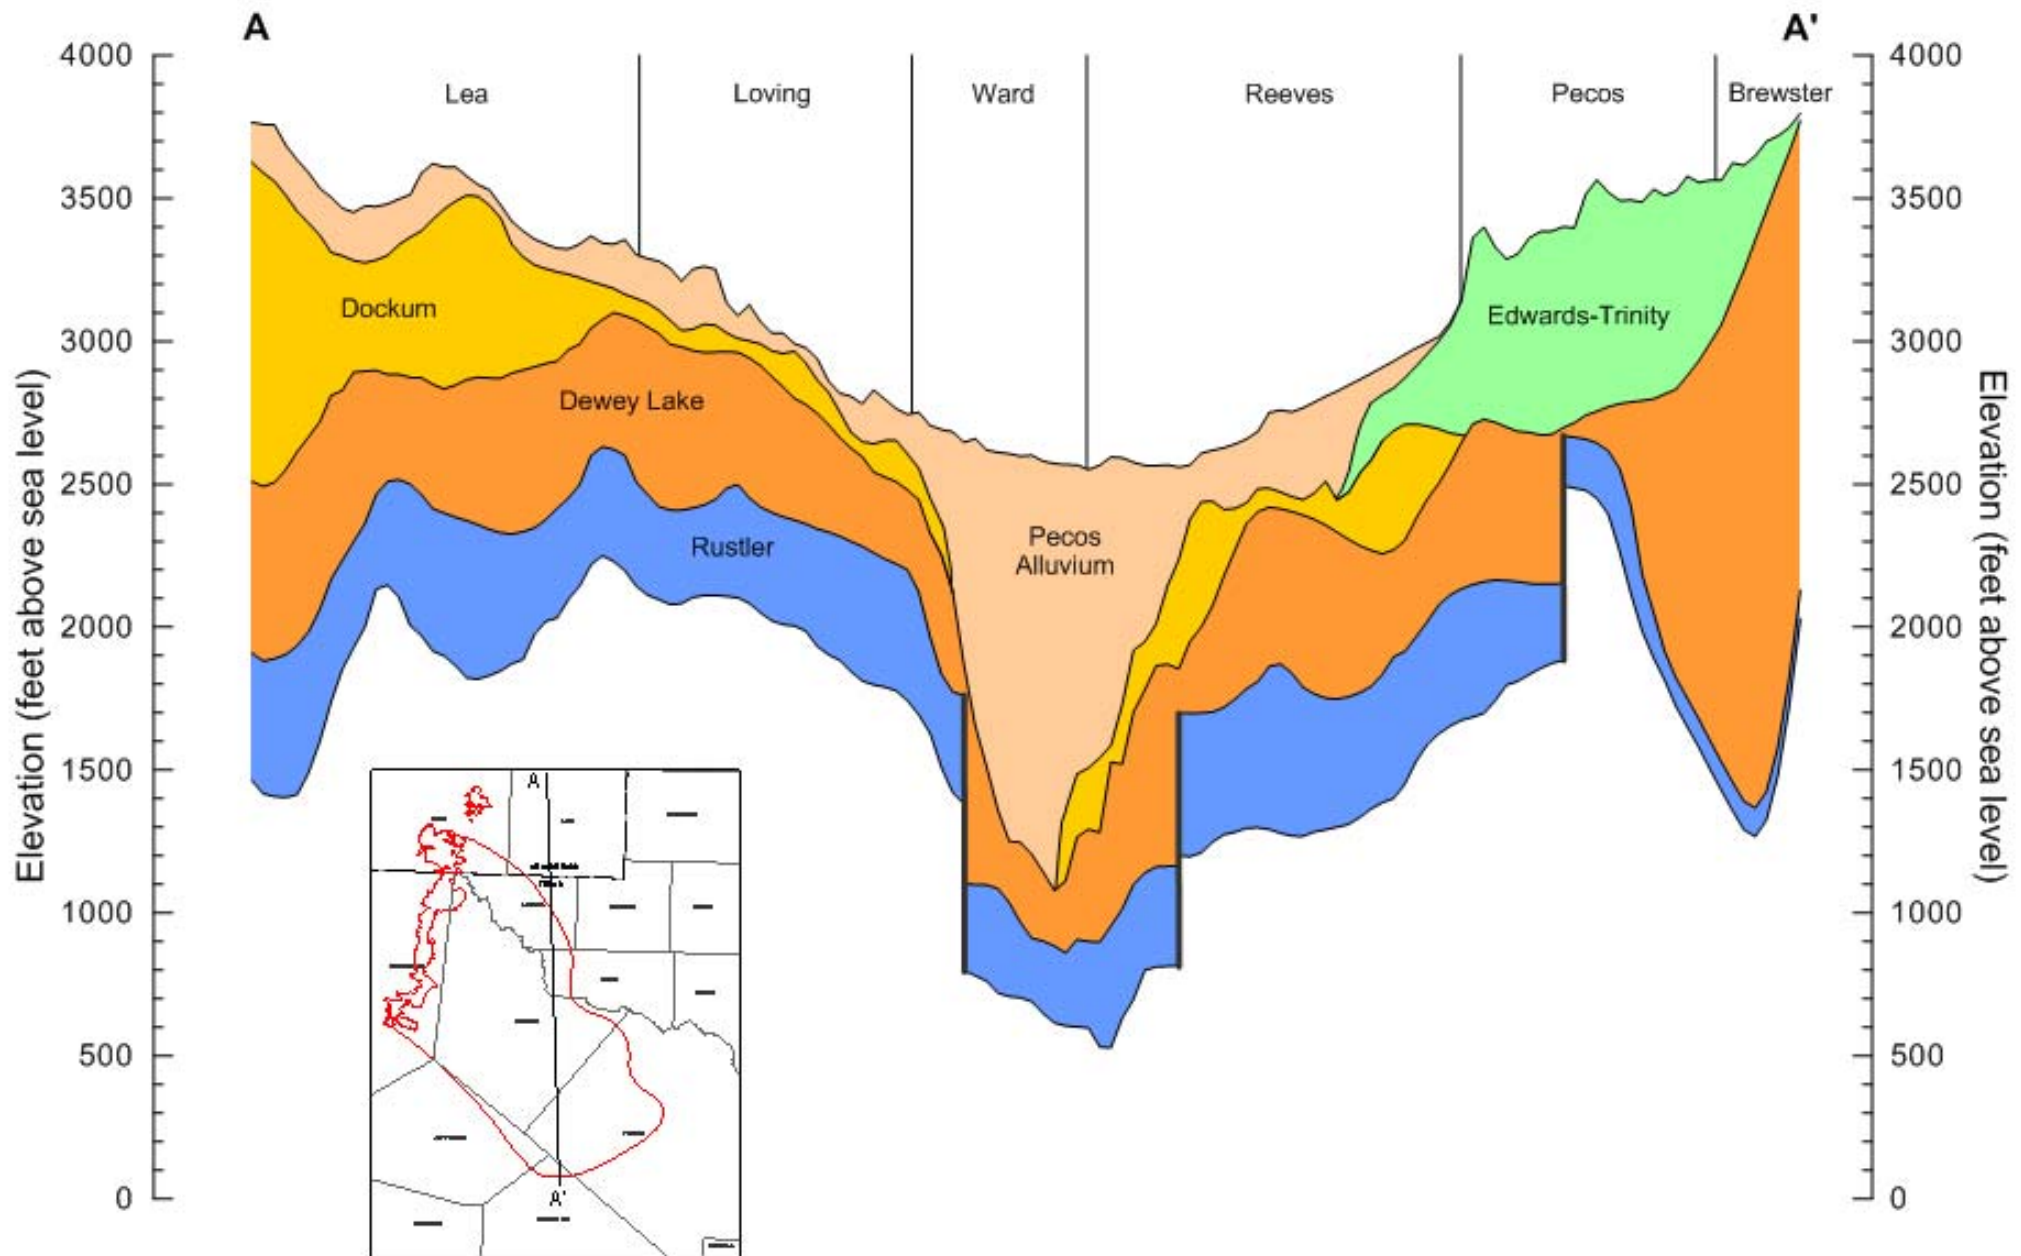 A
A'
4000
4000
Lea
Loving
Ward
Reeves
Pecos
Brewster
3500
3500
Dockum
3000
3000
Edwards-Trinity
Dewey Lake
Elevation (feet above sea level)
Elevation (feet above sea level)
2500
2500
Rustler
Pecos
Alluvium
2000
2000
1500
1500
A
1000
1000
500
500
A'
0
0